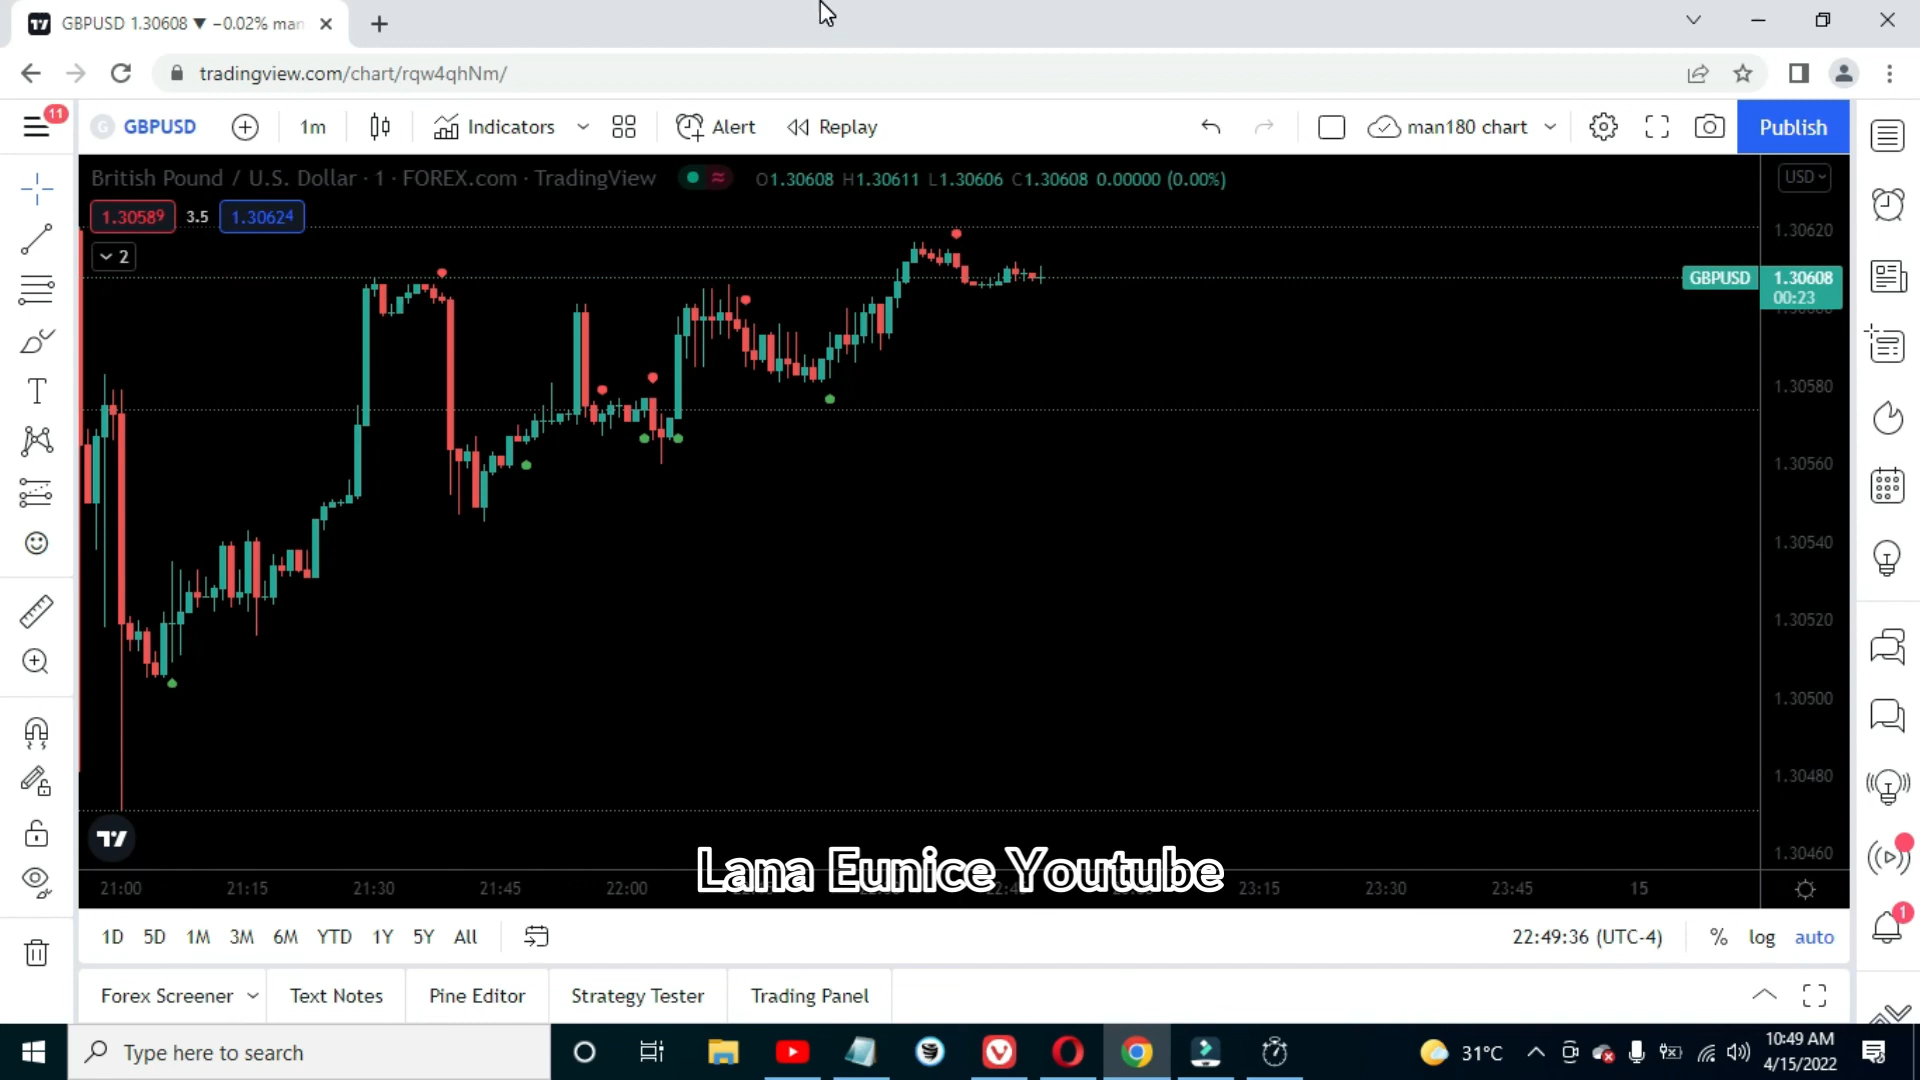 GBPUSD 1.30608 ▼ −0.02% man
tradingview.com/chart/rqw4qhNm/
11
GBPUSD
1m
Indicators
Alert
Replay
man180 chart
Publish
British Pound / U.S. Dollar · 1 · FOREX.com · TradingView
O1.30608 H1.30611 L1.30606 C1.30608 0.00000 (0.00%)
USD
1.30589 3.5 1.30624
2
1.30620
GBPUSD 1.30608
00:23
1.30580
1.30560
1.30540
1.30520
1.30500
1.30480
1.30460
Lana Eunice Youtube
21:00 21:15 21:30 21:45 22:00 23:15 23:30 23:45 15
1D 5D 1M 3M 6M YTD 1Y 5Y All
22:49:36 (UTC-4)
% log auto
1
Forex Screener
Text Notes
Pine Editor
Strategy Tester
Trading Panel
Type here to search
31°C
10:49 AM
4/15/2022